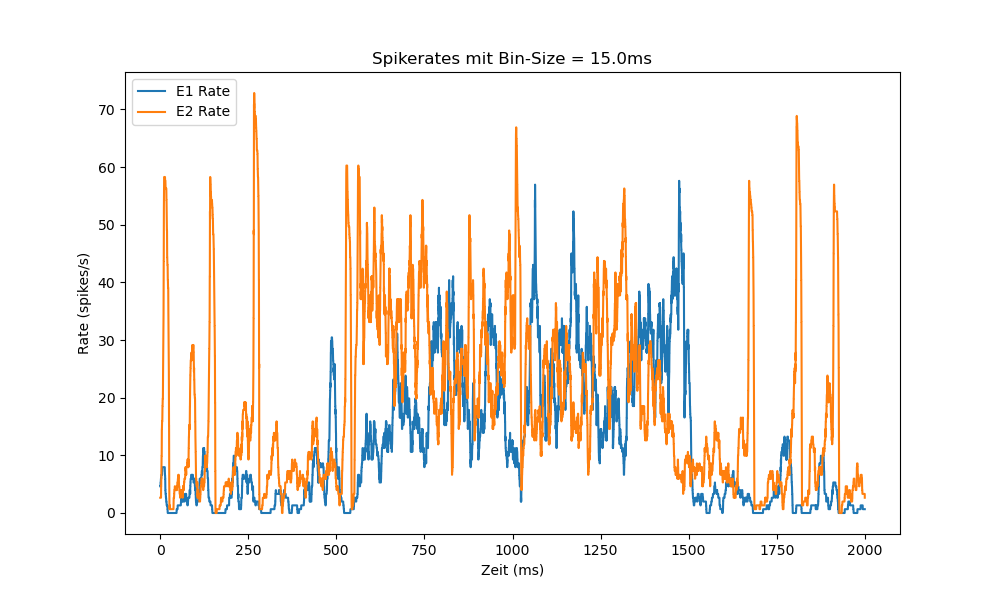 Spikerates mit Bin-Size = 15.0ms
E1 Rate
E2 Rate
70
60
50
40
30
20
10
0
Rate (spikes/s)
0 250 500 750 1000 1250 1500 1750 2000
Zeit (ms)